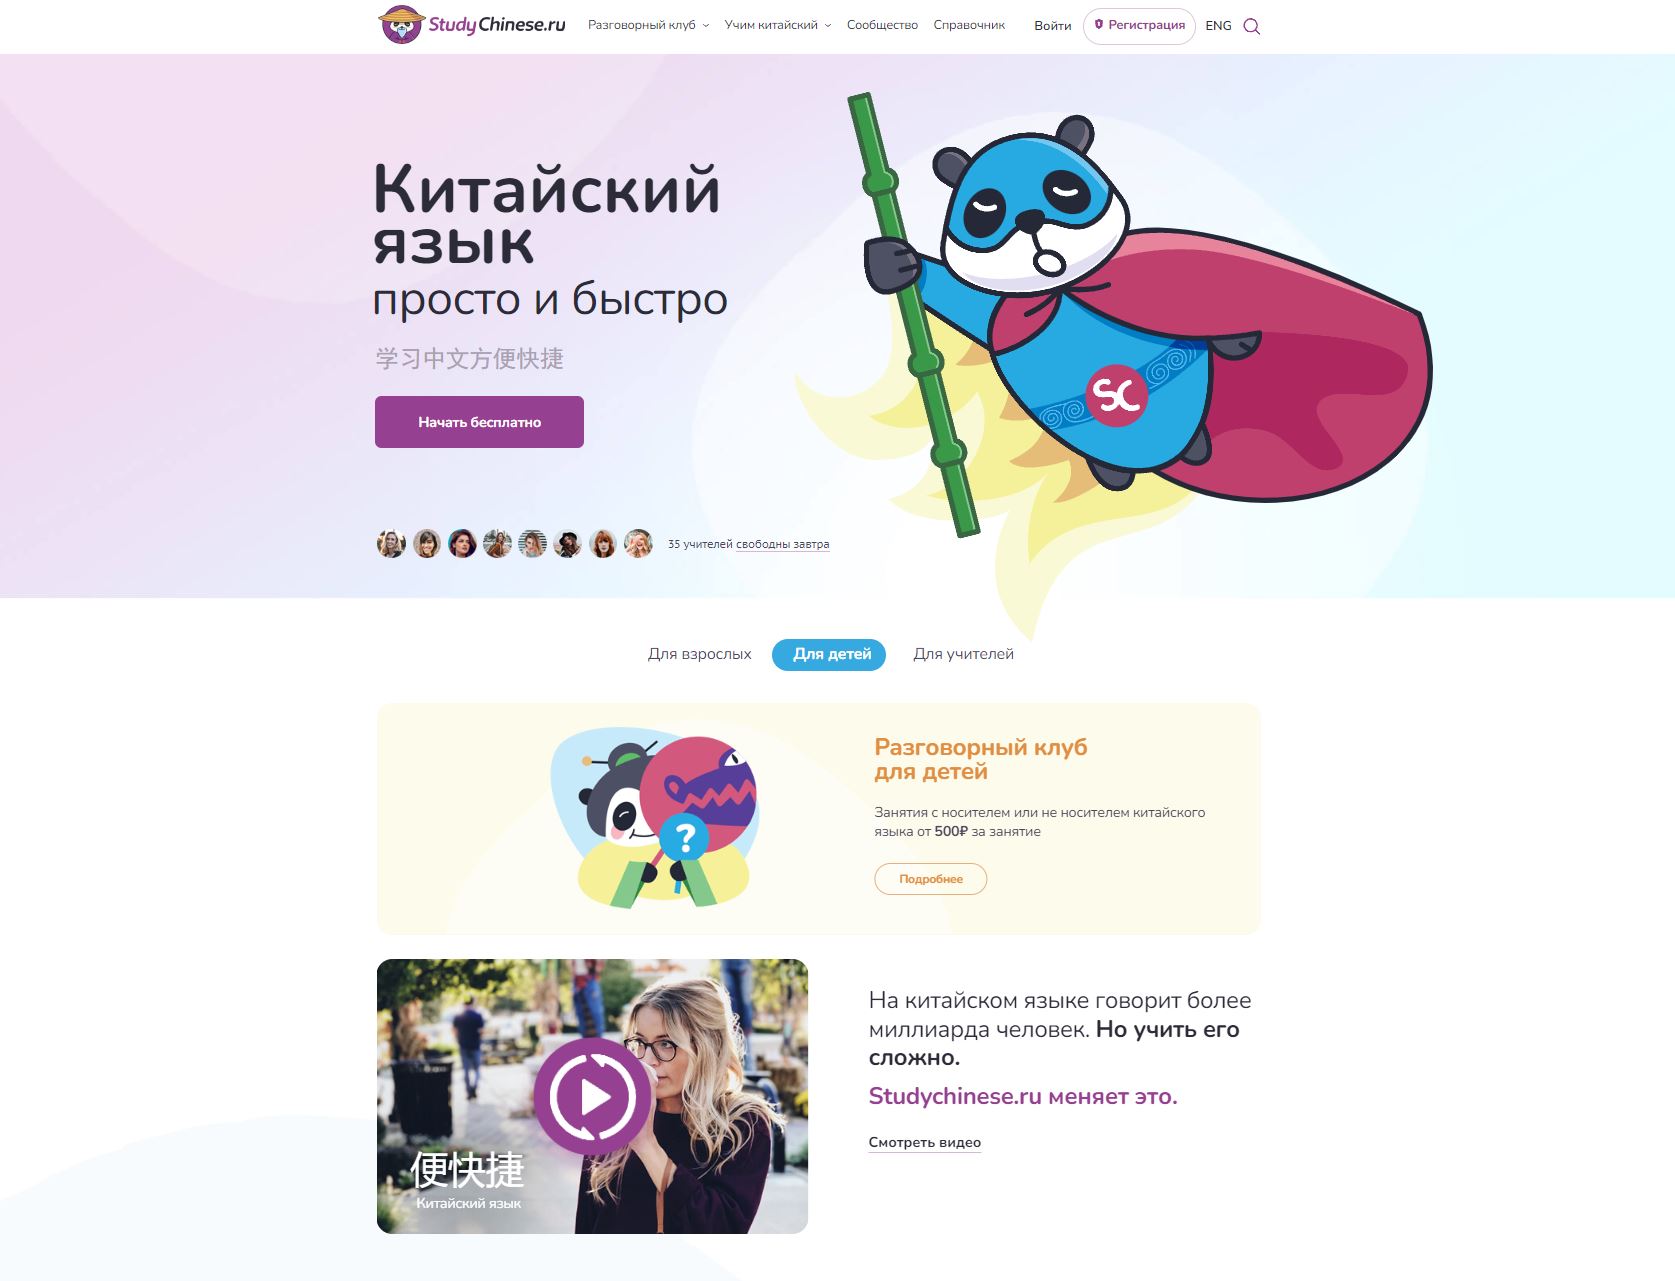 StudyChinese.ru
Разговорный клуб
Учим китайский
Сообщество
Справочник
Войти
Регистрация
ENG
Китайский
язык
просто и быстро
学习中文方便快捷
Начать бесплатно
35 учителей свободны завтра
SC
Для взрослых
Для детей
Для учителей
?
Разговорный клуб
для детей
Занятия с носителем или не носителем китайского
языка от 500₽ за занятие
Подробнее
便快捷
Китайский язык
На китайском языке говорит более
миллиарда человек. Но учить его
сложно.
Studychinese.ru меняет это.
Смотреть видео